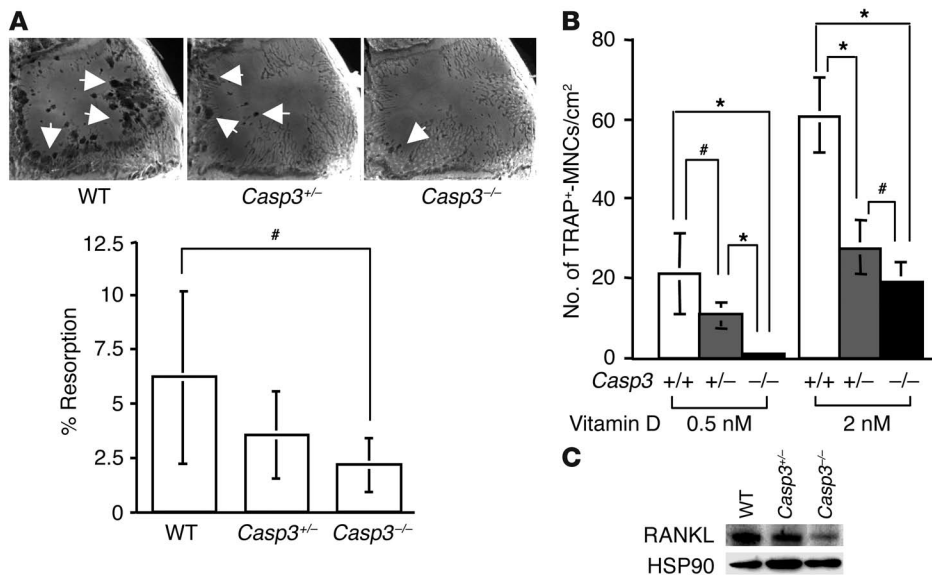 A
WT Casp3+/– Casp3–/–
#
12.5
10
7.5
5
2.5
0
% Resorption
WT Casp3+/– Casp3–/–
B
*
*
*
#
#
*
80
60
40
20
0
No. of TRAP+-MNCs/cm²
Casp3 +/+ +/– –/– +/+ +/– –/–
Vitamin D 0.5 nM 2 nM
C
WT Casp3+/– Casp3–/–
RANKL
HSP90